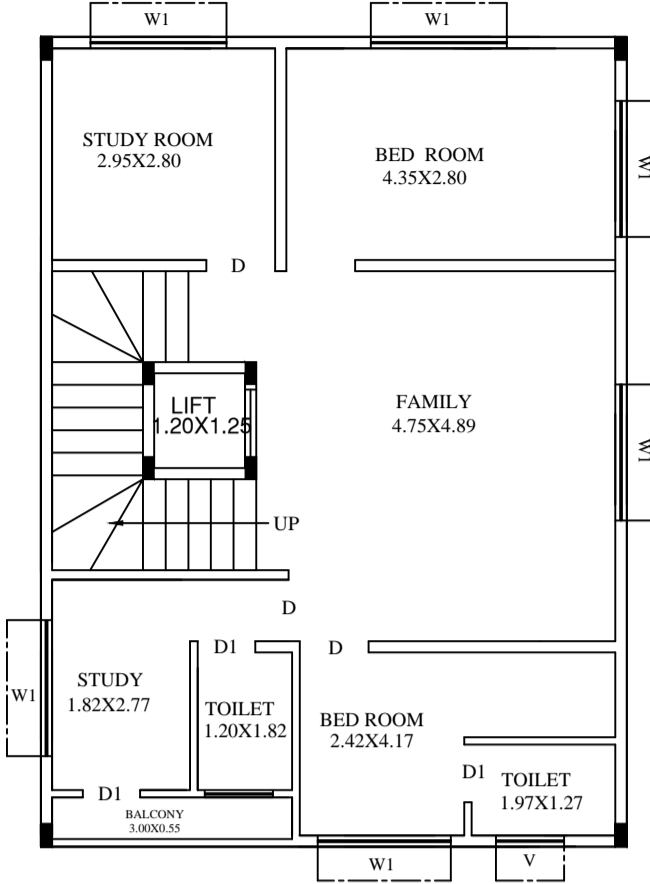 W1
W1
STUDY ROOM
2.95X2.80
BED ROOM
4.35X2.80
W1
D
LIFT
1.20X1.25
FAMILY
4.75X4.89
W1
UP
D
D1
D
STUDY
1.82X2.77
W1
TOILET
1.20X1.82
BED ROOM
2.42X4.17
D1
TOILET
1.97X1.27
D1
BALCONY
3.00X0.55
W1
V